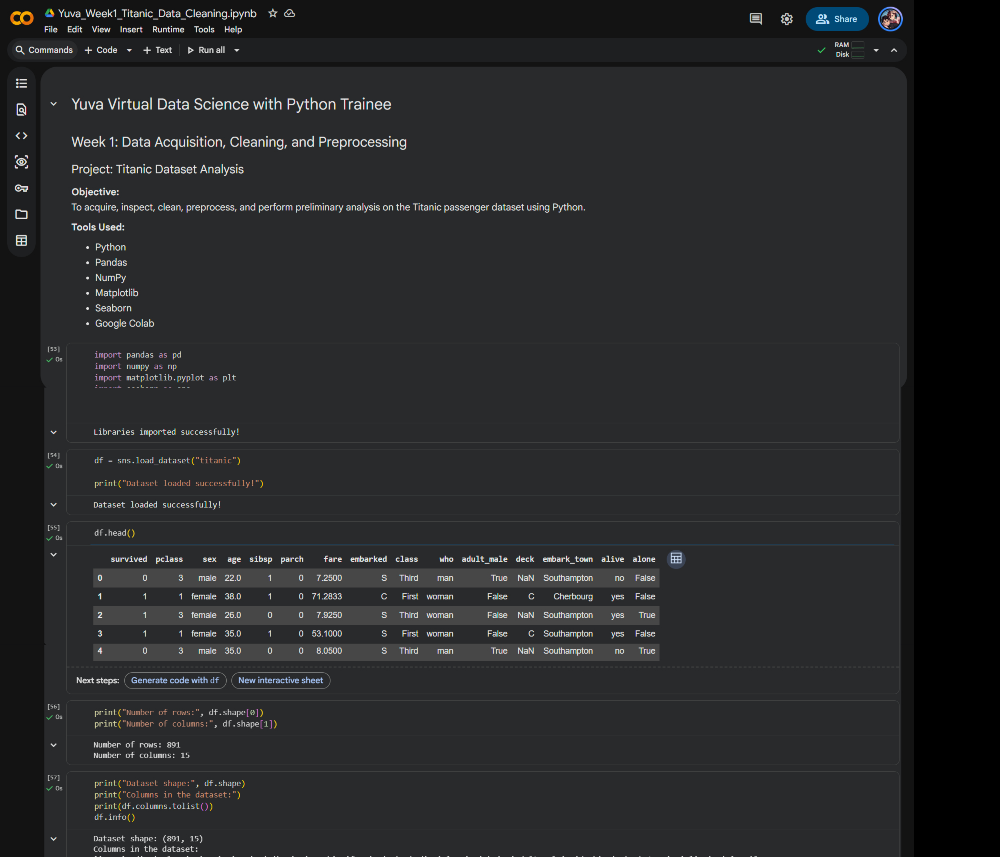 Yuva_Week1_Titanic_Data_Cleaning.ipynb
File Edit View Insert Runtime Tools Help
Share
Commands + Code + Text Run all
RAM
Disk
Yuva Virtual Data Science with Python Trainee
Week 1: Data Acquisition, Cleaning, and Preprocessing
Project: Titanic Dataset Analysis
Objective:
To acquire, inspect, clean, preprocess, and perform preliminary analysis on the Titanic passenger dataset using Python.
Tools Used:
• Python
• Pandas
• NumPy
• Matplotlib
• Seaborn
• Google Colab
[53]
0s
import pandas as pd
import numpy as np
import matplotlib.pyplot as plt
Libraries imported successfully!
[54]
0s
df = sns.load_dataset("titanic")
print("Dataset loaded successfully!")
Dataset loaded successfully!
[55]
0s
df.head()
survived pclass sex age sibsp parch fare embarked class who adult_male deck embark_town alive alone
0 0 3 male 22.0 1 0 7.2500 S Third man True NaN Southampton no False
1 1 1 female 38.0 1 0 71.2833 C First woman False C Cherbourg yes False
2 1 3 female 26.0 0 0 7.9250 S Third woman False NaN Southampton yes True
3 1 1 female 35.0 1 0 53.1000 S First woman False C Southampton yes False
4 0 3 male 35.0 0 0 8.0500 S Third man True NaN Southampton no True
Next steps: Generate code with df New interactive sheet
[56]
0s
print("Number of rows:", df.shape[0])
print("Number of columns:", df.shape[1])
Number of rows: 891
Number of columns: 15
[57]
0s
print("Dataset shape:", df.shape)
print("Columns in the dataset:")
print(df.columns.tolist())
df.info()
Dataset shape: (891, 15)
Columns in the dataset: